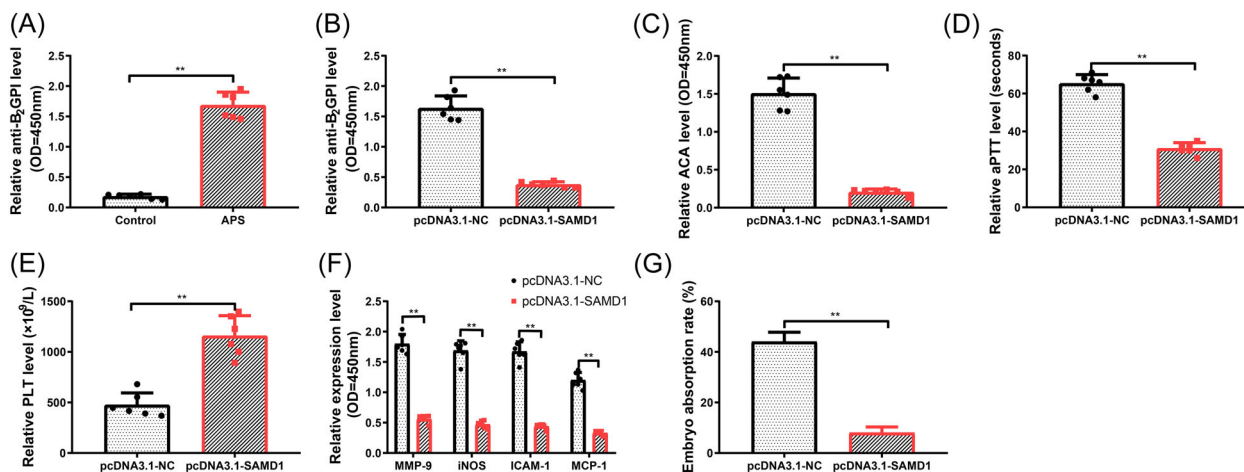 (A)
Relative anti-B₂GPI level
(OD=450nm)
2.5
2.0
1.5
1.0
0.5
0.0
**
Control
APS
(B)
Relative anti-B₂GPI level
(OD=450nm)
2.5
2.0
1.5
1.0
0.5
0.0
**
pcDNA3.1-NC
pcDNA3.1-SAMD1
(C)
Relative ACA level (OD=450nm)
2.5
2.0
1.5
1.0
0.5
0.0
**
pcDNA3.1-NC
pcDNA3.1-SAMD1
(D)
Relative aPTT level (seconds)
80
60
40
20
0
**
pcDNA3.1-NC
pcDNA3.1-SAMD1
(E)
Relative PLT level (×10⁹/L)
1500
1000
500
0
**
pcDNA3.1-NC
pcDNA3.1-SAMD1
(F)
pcDNA3.1-NC
pcDNA3.1-SAMD1
Relative expression level
(OD=450nm)
2.5
2.0
1.5
1.0
0.5
0.0
**
**
**
**
MMP-9
iNOS
ICAM-1
MCP-1
(G)
Embryo absorption rate (%)
60
40
20
0
**
pcDNA3.1-NC
pcDNA3.1-SAMD1